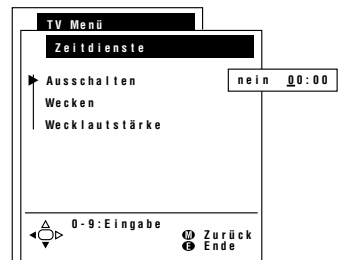 TV Menü
Zeitdienste
Ausschalten
nein 00:00
Wecken
Wecklautstärke
0-9:Eingabe
M Zurück
E Ende